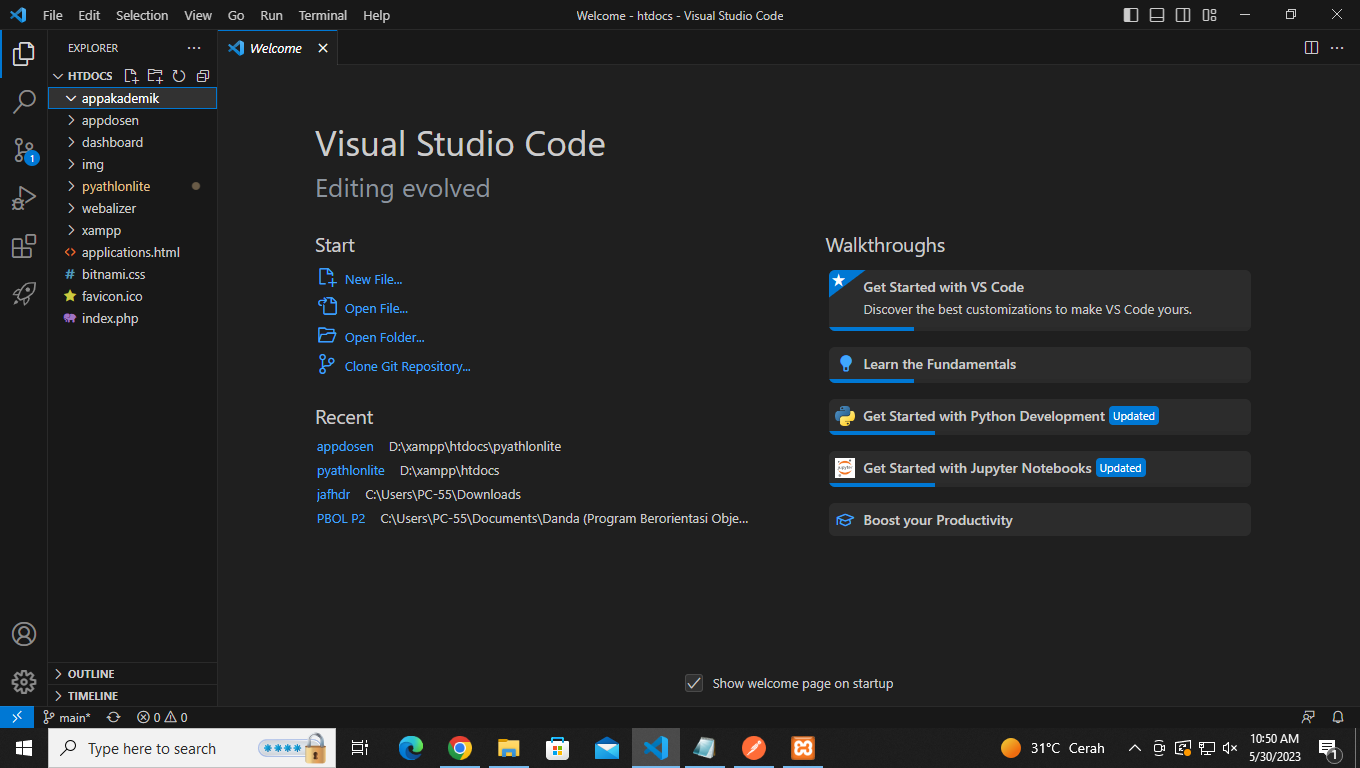 File Edit Selection View Go Run Terminal Help
Welcome - htdocs - Visual Studio Code
EXPLORER
Welcome
HTDOCS
appakademik
appdosen
dashboard
img
pyathlonlite
webalizer
xampp
applications.html
bitnami.css
favicon.ico
index.php
1
OUTLINE
TIMELINE
Visual Studio Code
Editing evolved
Start
New File...
Open File...
Open Folder...
Clone Git Repository...
Recent
appdosen D:\xampp\htdocs\pyathlonlite
pyathlonlite D:\xampp\htdocs
jafhdr C:\Users\PC-55\Downloads
PBOL P2 C:\Users\PC-55\Documents\Danda (Program Berorientasi Obje...
Walkthroughs
Get Started with VS Code
Discover the best customizations to make VS Code yours.
Learn the Fundamentals
Get Started with Python Development Updated
Get Started with Jupyter Notebooks Updated
Boost your Productivity
Show welcome page on startup
main* 0 0
Type here to search
31°C Cerah
10:50 AM
5/30/2023
1